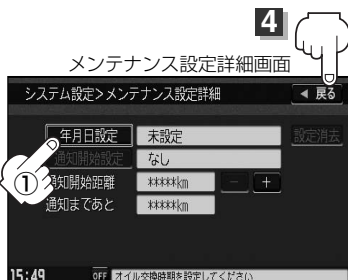 4
メンテナンス設定詳細画面
システム設定>メンテナンス設定詳細 ◀ 戻る
年月日設定 未設定 設定消去
通知開始設定 なし
① 通知開始距離 *****km − +
通知まであと *****km
15:49 OFF オイル交換時期を設定してください